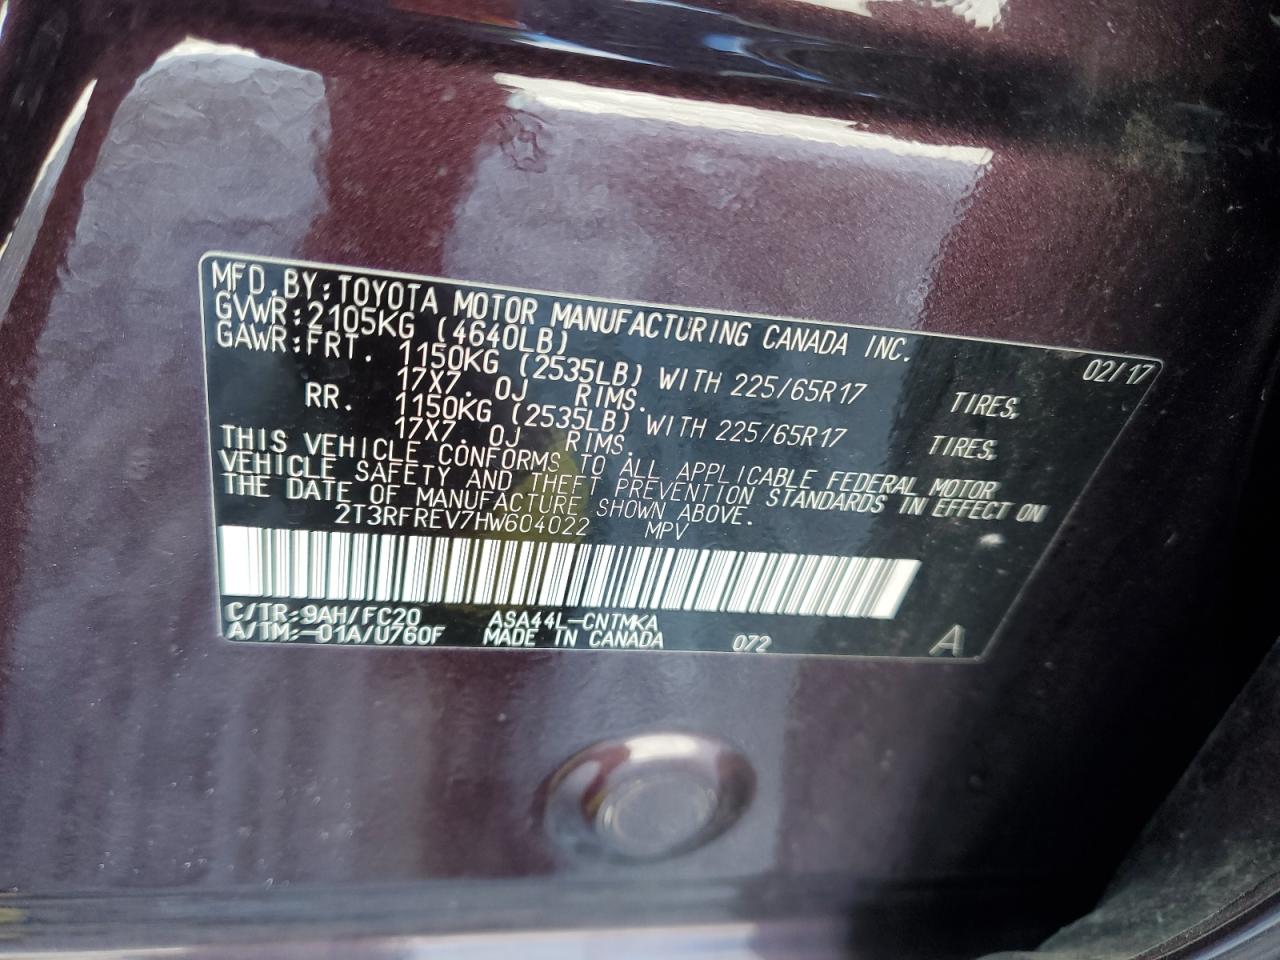 MFD.BY:TOYOTA MOTOR MANUFACTURING CANADA INC. 02/17
GVWR:2105KG (4640LB)
GAWR:FRT. 1150KG (2535LB) WITH 225/65R17 TIRES,
17X7.0J RIMS.
RR. 1150KG (2535LB) WITH 225/65R17 TIRES,
17X7.0J RIMS.
THIS VEHICLE CONFORMS TO ALL APPLICABLE FEDERAL MOTOR
VEHICLE SAFETY AND THEFT PREVENTION STANDARDS IN EFFECT ON
THE DATE OF MANUFACTURE SHOWN ABOVE.
2T3RFREV7HW604022 MPV
C/TR:9AH/FC20 ASA44L-CNTMKA
A/TM:-01A/U760F MADE IN CANADA 072 A